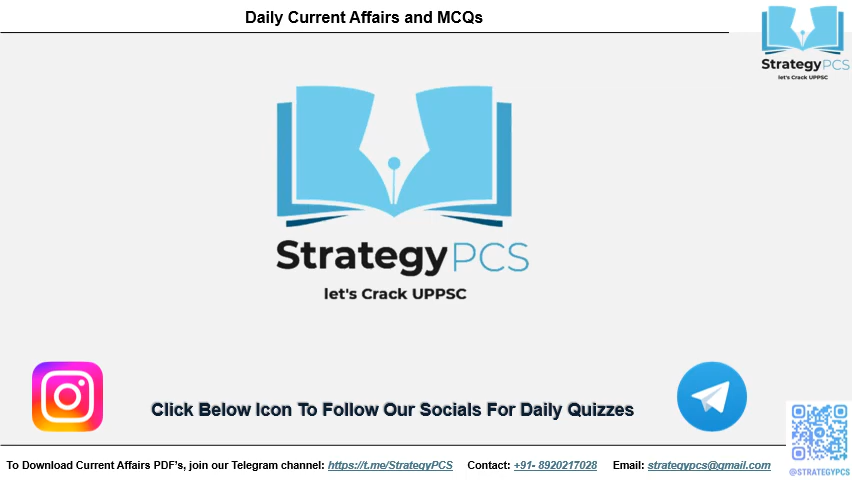 Daily Current Affairs and MCQs
StrategyPCS
let's Crack UPPSC
StrategyPCS
let's Crack UPPSC
Click Below Icon To Follow Our Socials For Daily Quizzes
To Download Current Affairs PDF's, join our Telegram channel: https://t.me/StrategyPCS Contact: +91- 8920217028 Email: strategypcs@gmail.com
@STRATEGYPCS